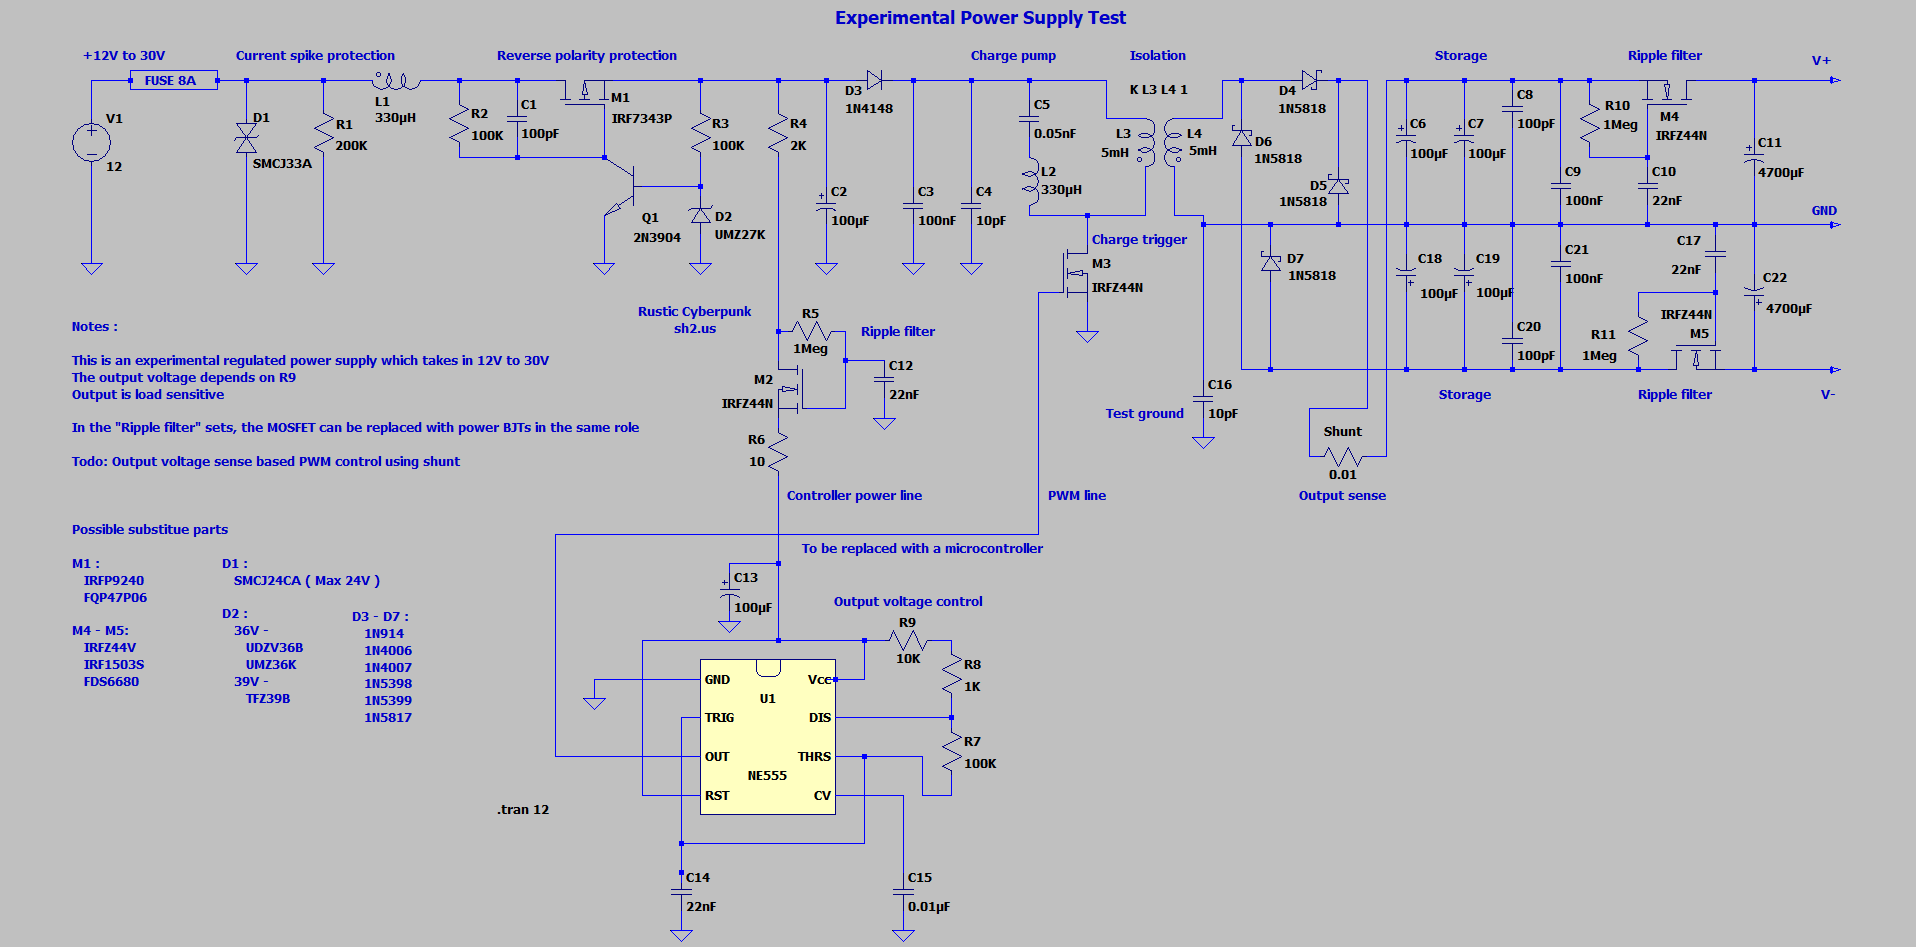 Experimental Power Supply Test
+12V to 30V
Current spike protection
Reverse polarity protection
Charge pump
Isolation
Storage
Ripple filter
V+
FUSE 8A
V1
12
D1
SMCJ33A
R1
200K
L1
330µH
R2
100K
C1
100pF
M1
IRF7343P
Q1
2N3904
R3
100K
D2
UMZ27K
R4
2K
C2
100µF
D3
1N4148
C3
100nF
C4
10pF
C5
0.05nF
L2
330µH
K L3 L4 1
L3
5mH
L4
5mH
Charge trigger
M3
IRFZ44N
D4
1N5818
D6
1N5818
D5
1N5818
D7
1N5818
C6
100µF
C7
100µF
C8
100pF
C9
100nF
R10
1Meg
M4
IRFZ44N
C10
22nF
C11
4700µF
GND
C18
100µF
C19
100µF
C20
100pF
C21
100nF
C17
22nF
R11
1Meg
IRFZ44N
M5
C22
4700µF
Storage
Ripple filter
V-
C16
10pF
Test ground
Shunt
0.01
Output sense
Rustic Cyberpunk
sh2.us
R5
1Meg
Ripple filter
M2
IRFZ44N
C12
22nF
R6
10
Controller power line
PWM line
To be replaced with a microcontroller
Notes :
This is an experimental regulated power supply which takes in 12V to 30V
The output voltage depends on R9
Output is load sensitive
In the "Ripple filter" sets, the MOSFET can be replaced with power BJTs in the same role
Todo: Output voltage sense based PWM control using shunt
Possible substitue parts
M1 :
IRFP9240
FQP47P06
M4 - M5:
IRFZ44V
IRF1503S
FDS6680
D1 :
SMCJ24CA ( Max 24V )
D2 :
36V -
UDZV36B
UMZ36K
39V -
TFZ39B
D3 - D7 :
1N914
1N4006
1N4007
1N5398
1N5399
1N5817
C13
100µF
Output voltage control
R9
10K
R8
1K
R7
100K
GND
TRIG
OUT
RST
U1
NE555
Vcc
DIS
THRS
CV
.tran 12
C14
22nF
C15
0.01µF